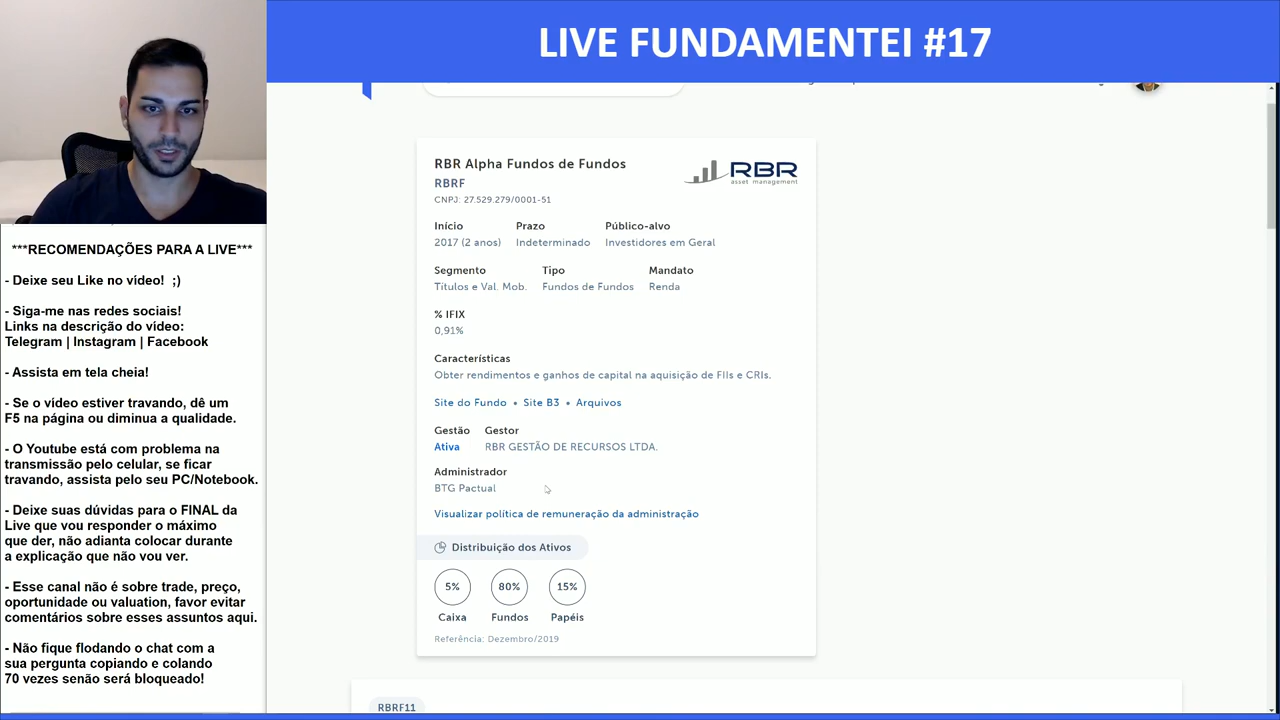 LIVE FUNDAMENTEI #17
***RECOMENDAÇÕES PARA A LIVE***
- Deixe seu Like no vídeo!  ;)
- Siga-me nas redes sociais!
Links na descrição do vídeo:
Telegram | Instagram | Facebook
- Assista em tela cheia!
- Se o vídeo estiver travando, dê um
F5 na página ou diminua a qualidade.
- O Youtube está com problema na
transmissão pelo celular, se ficar
travando, assista pelo seu PC/Notebook.
- Deixe suas dúvidas para o FINAL da
Live que vou responder o máximo
que der, não adianta colocar durante
a explicação que não vou ver.
- Esse canal não é sobre trade, preço,
oportunidade ou valuation, favor evitar
comentários sobre esses assuntos aqui.
- Não fique flodando o chat com a
sua pergunta copiando e colando
70 vezes senão será bloqueado!
RBR Alpha Fundos de Fundos
RBRF
CNPJ: 27.529.279/0001-51
RBR
asset management
Início Prazo Público-alvo
2017 (2 anos) Indeterminado Investidores em Geral
Segmento Tipo Mandato
Títulos e Val. Mob. Fundos de Fundos Renda
% IFIX
0,91%
Características
Obter rendimentos e ganhos de capital na aquisição de FIIs e CRIs.
Site do Fundo • Site B3 • Arquivos
Gestão Gestor
Ativa RBR GESTÃO DE RECURSOS LTDA.
Administrador
BTG Pactual
Visualizar política de remuneração da administração
Distribuição dos Ativos
5% 80% 15%
Caixa Fundos Papéis
Referência: Dezembro/2019
RBRF11